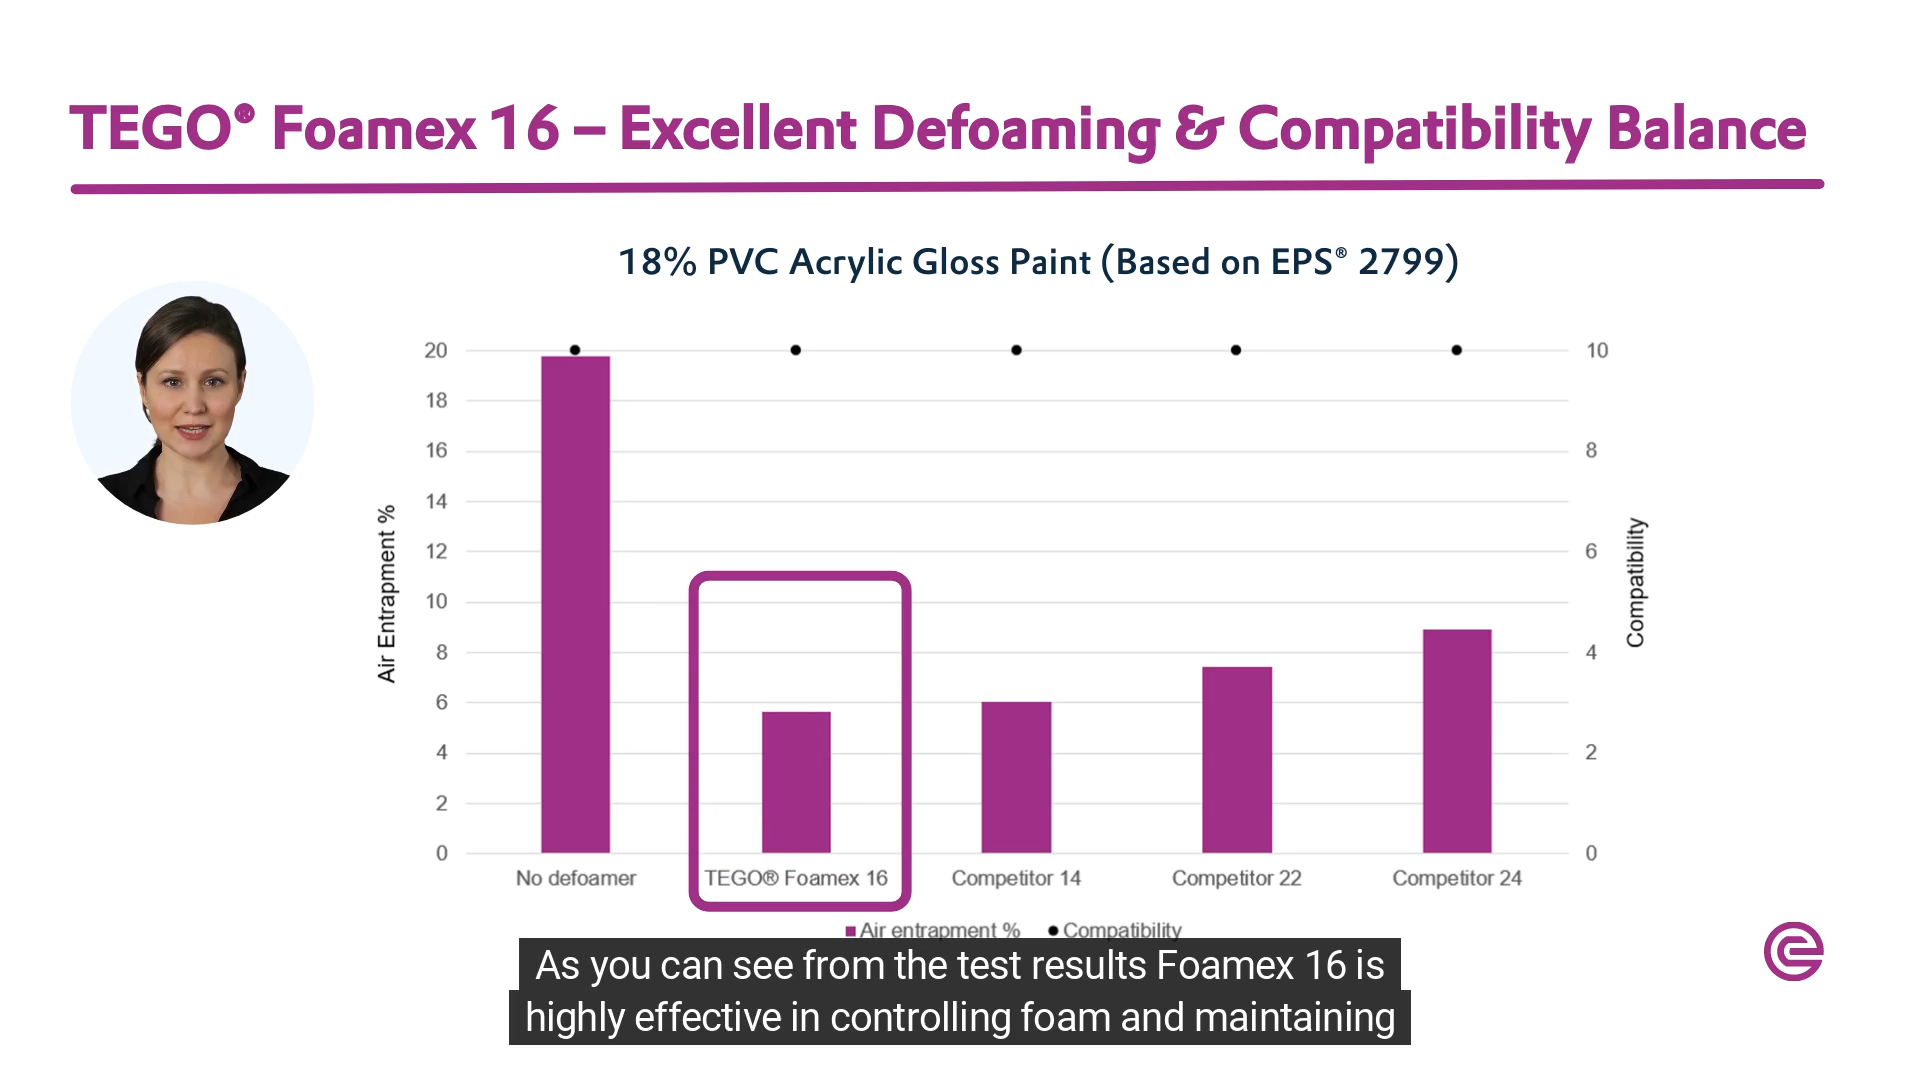 TEGO® Foamex 16 – Excellent Defoaming & Compatibility Balance
18% PVC Acrylic Gloss Paint (Based on EPS® 2799)
20
18
16
14
12
10
8
6
4
2
0
Air Entrapment %
10
8
6
4
2
0
Compatibility
No defoamer
TEGO® Foamex 16
Competitor 14
Competitor 22
Competitor 24
Air entrapment %
Compatibility
As you can see from the test results Foamex 16 is
highly effective in controlling foam and maintaining